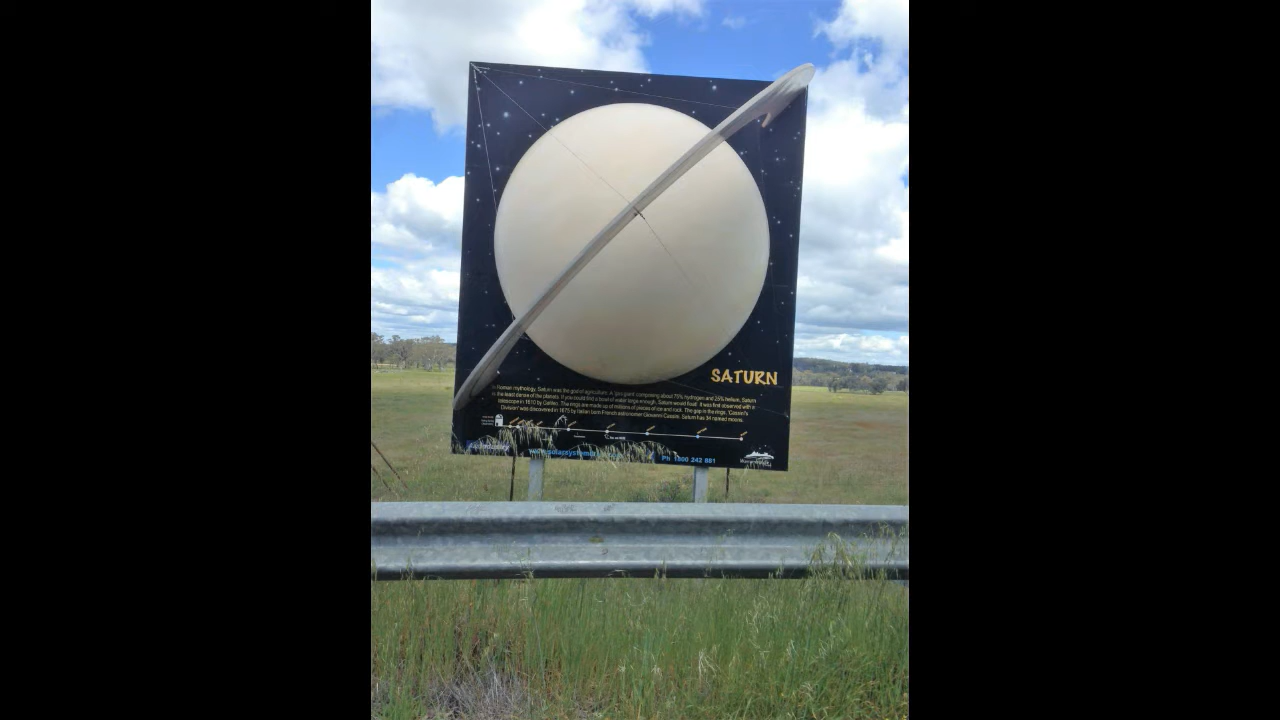 SATURN
In Roman mythology, Saturn was the god of agriculture. A 'gas giant' comprising about 75% hydrogen and 25% helium, Saturn
is the least dense of the planets. If you could find a bowl of water large enough, Saturn would float! It was first observed with a
telescope in 1610 by Galileo. The rings are made up of millions of pieces of ice and rock. The gap in the rings, 'Cassini's
Division' was discovered in 1675 by Italian born French astronomer Giovanni Cassini. Saturn has 34 named moons.
Ph 1800 242 881